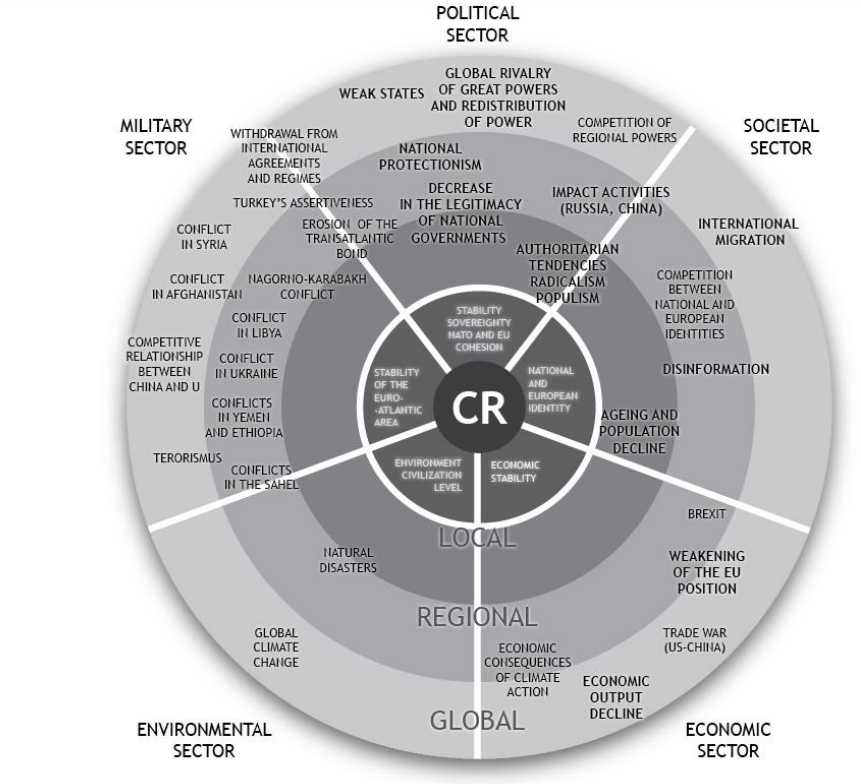 POLITICAL
SECTOR
MILITARY
SECTOR
SOCIETAL
SECTOR
WEAK STATES
GLOBAL RIVALRY
OF GREAT POWERS
AND REDISTRIBUTION
OF POWER
COMPETITION OF
REGIONAL POWERS
WITHDRAWAL FROM
INTERNATIONAL
AGREEMENTS
AND REGIMES
NATIONAL
PROTECTIONISM
TURKEY'S ASSERTIVENESS
DECREASE
IN THE LEGITIMACY
OF NATIONAL
GOVERNMENTS
IMPACT ACTIVITIES
(RUSSIA, CHINA)
EROSION OF THE
TRANSATLANTIC
BOND
CONFLICT
IN SYRIA
INTERNATIONAL
MIGRATION
AUTHORITARIAN
TENDENCIES
RADICALISM
POPULISM
CONFLICT
IN AFGHANISTAN
NAGORNO-KARABAKH
CONFLICT
COMPETITION
BETWEEN
NATIONAL AND
EUROPEAN
IDENTITIES
CONFLICT
IN LIBYA
COMPETITIVE
RELATIONSHIP
BETWEEN
CHINA AND U
CONFLICT
IN UKRAINE
DISINFORMATION
CONFLICTS
IN YEMEN
AND ETHIOPIA
AGEING AND
POPULATION
DECLINE
TERORISMUS
CONFLICTS
IN THE SAHEL
STABILITY
SOVEREIGNTY
NATO AND EU
COHESION
STABILITY
OF THE
EURO-
-ATLANTIC
AREA
NATIONAL
AND
EUROPEAN
IDENTITY
CR
ENVIRONMENT
CIVILIZATION
LEVEL
ECONOMIC
STABILITY
LOCAL
REGIONAL
GLOBAL
BREXIT
NATURAL
DISASTERS
WEAKENING
OF THE EU
POSITION
GLOBAL
CLIMATE
CHANGE
TRADE WAR
(US-CHINA)
ECONOMIC
CONSEQUENCES
OF CLIMATE
ACTION
ECONOMIC
OUTPUT
DECLINE
ENVIRONMENTAL
SECTOR
ECONOMIC
SECTOR